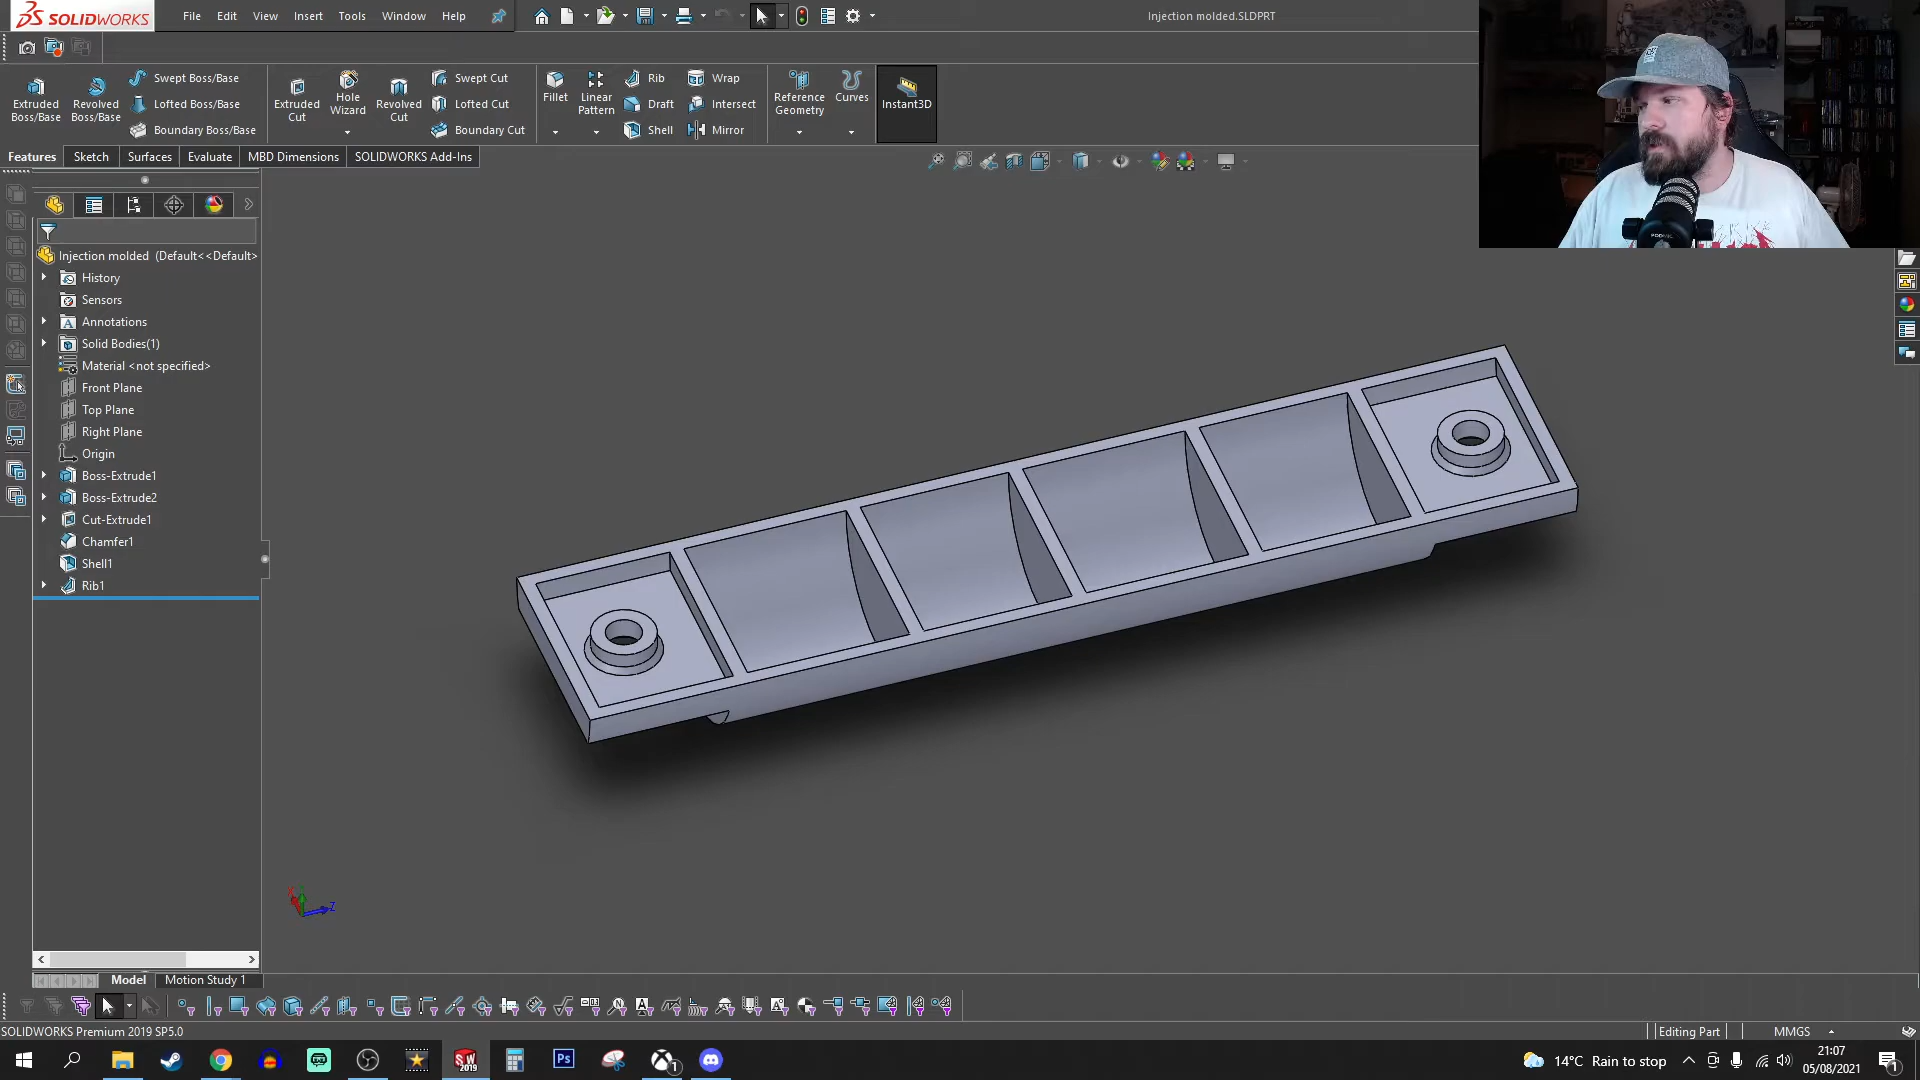 SOLIDWORKS File Edit View Insert Tools Window Help Injection molded.SLDPRT
Extruded Boss/Base
Revolved Boss/Base
Swept Boss/Base
Lofted Boss/Base
Boundary Boss/Base
Extruded Cut
Hole Wizard
Revolved Cut
Swept Cut
Lofted Cut
Boundary Cut
Fillet
Linear Pattern
Rib
Draft
Shell
Wrap
Intersect
Mirror
Reference Geometry
Curves
Instant3D
Features Sketch Surfaces Evaluate MBD Dimensions SOLIDWORKS Add-Ins
Injection molded (Default<<Default>
History
Sensors
Annotations
Solid Bodies(1)
Material <not specified>
Front Plane
Top Plane
Right Plane
Origin
Boss-Extrude1
Boss-Extrude2
Cut-Extrude1
Chamfer1
Shell1
Rib1
Z
Model Motion Study 1
SOLIDWORKS Premium 2019 SP5.0 Editing Part MMGS
14°C Rain to stop
21:07
05/08/2021